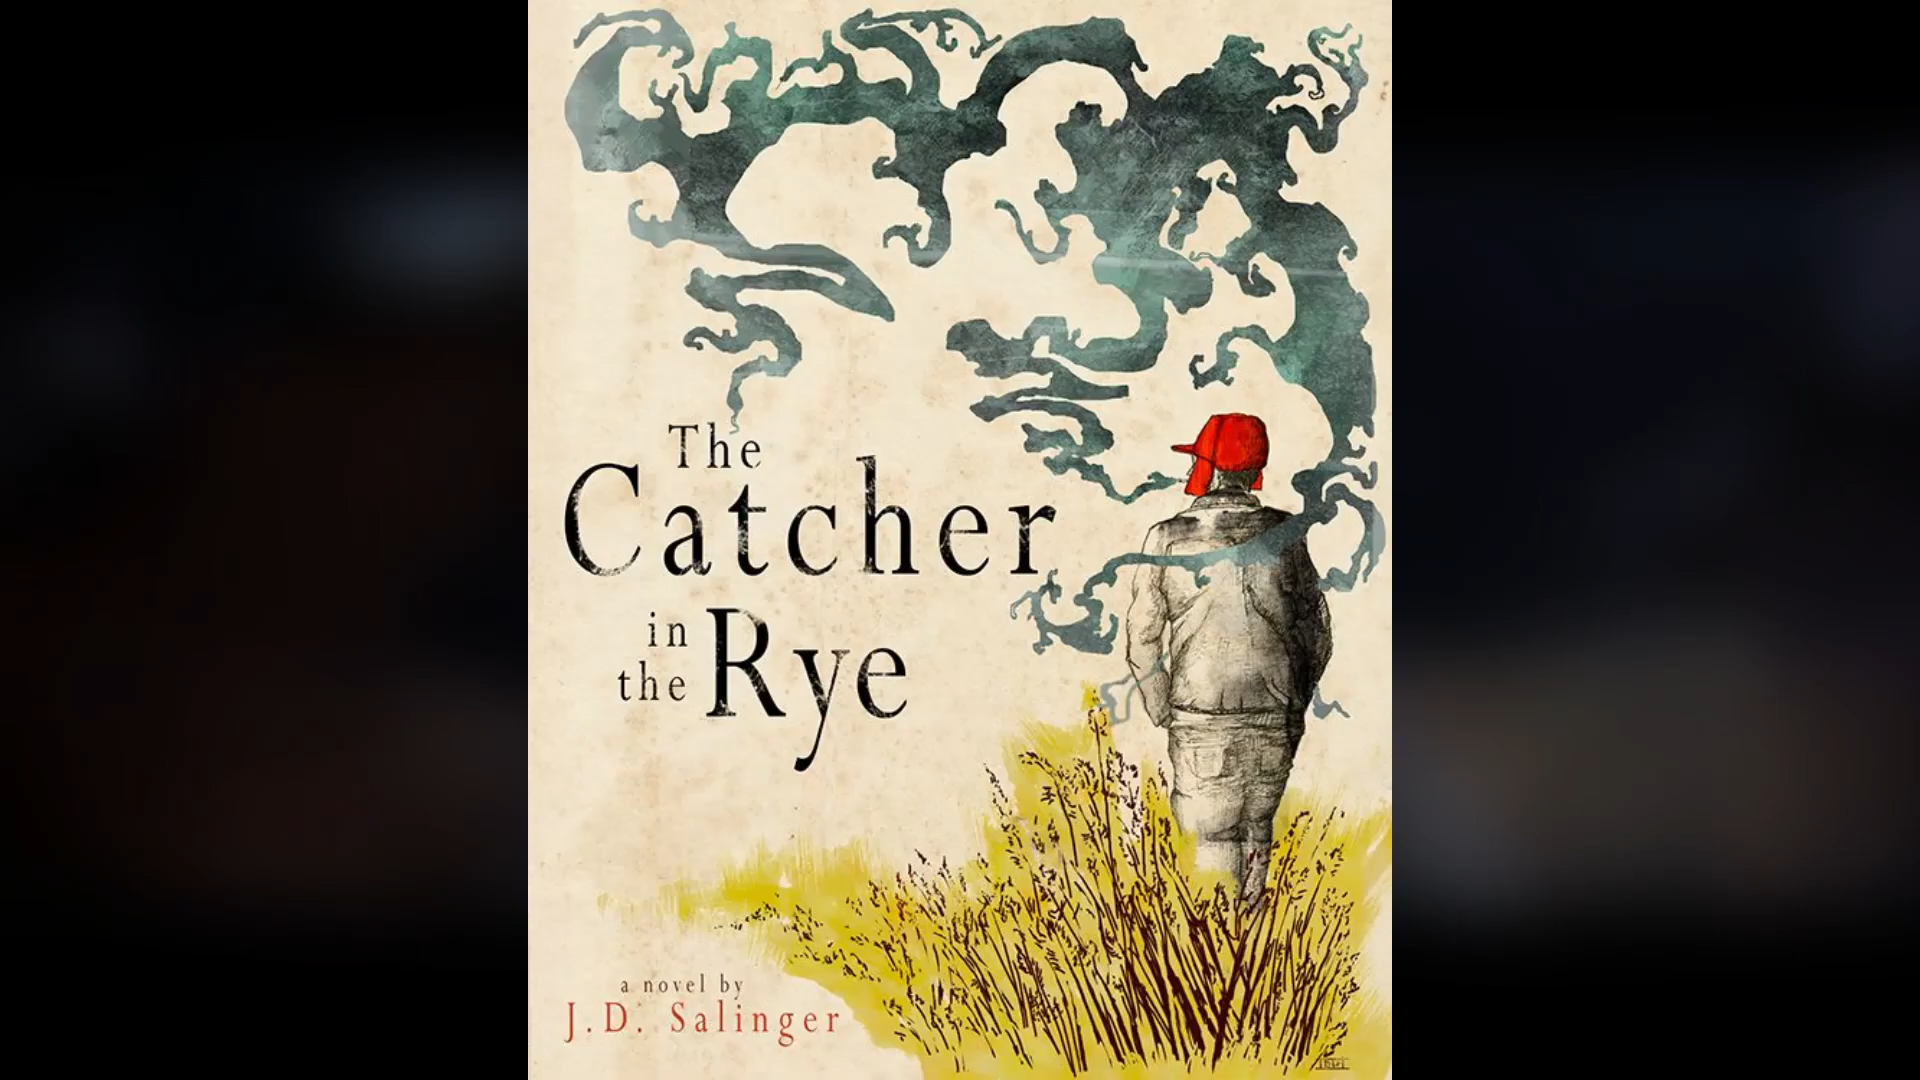 The
Catcher
in
the Rye
a novel by
J.D. Salinger